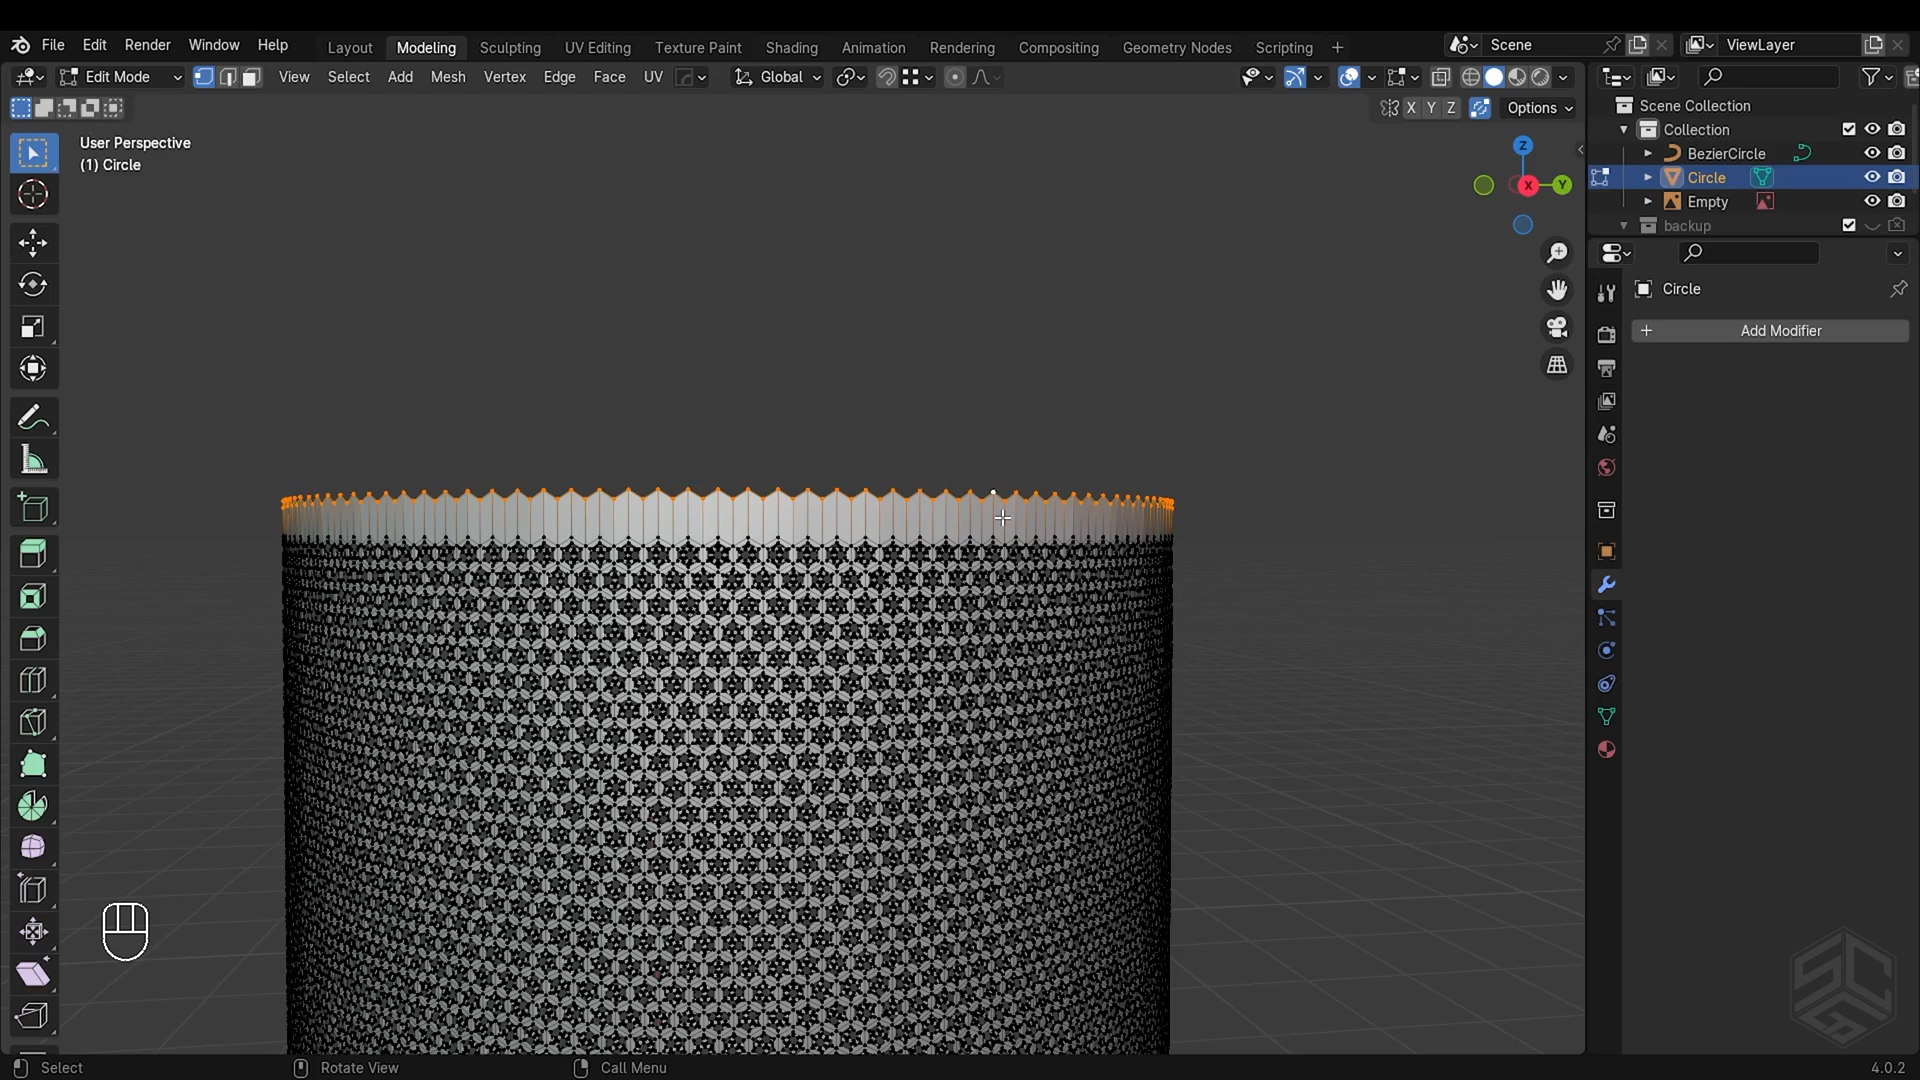 File Edit Render Window Help Layout Modeling Sculpting UV Editing Texture Paint Shading Animation Rendering Compositing Geometry Nodes Scripting + Scene ViewLayer
Edit Mode View Select Add Mesh Vertex Edge Face UV Global
X Y Z Options
User Perspective
(1) Circle
Z
X Y
Scene Collection
Collection
BezierCircle
Circle
Empty
backup
Circle
+ Add Modifier
SCG
Select Rotate View Call Menu 4.0.2